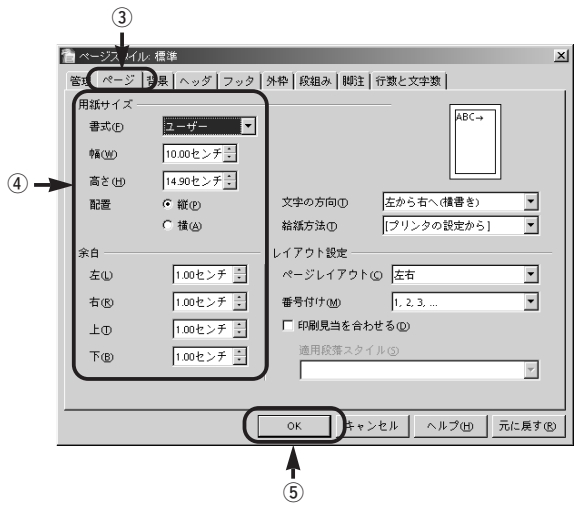 ③
ページスタイル: 標準
管理 ページ 背景 ヘッダ フッタ 外枠 段組み 脚注 行数と文字数
用紙サイズ
書式(F) ユーザー
ABC→
幅(W) 10.00センチ
④
高さ(H) 14.90センチ
配置 縦(P)
文字の方向(T) 左から右へ(横書き)
横(A)
給紙方法(T) [プリンタの設定から]
余白
レイアウト設定
左(L) 1.00センチ
ページレイアウト(C) 左右
右(R) 1.00センチ
番号付け(M) 1, 2, 3, ...
上(T) 1.00センチ
印刷見当を合わせる(D)
下(B) 1.00センチ
適用段落スタイル(S)
OK キャンセル ヘルプ(H) 元に戻す(R)
⑤